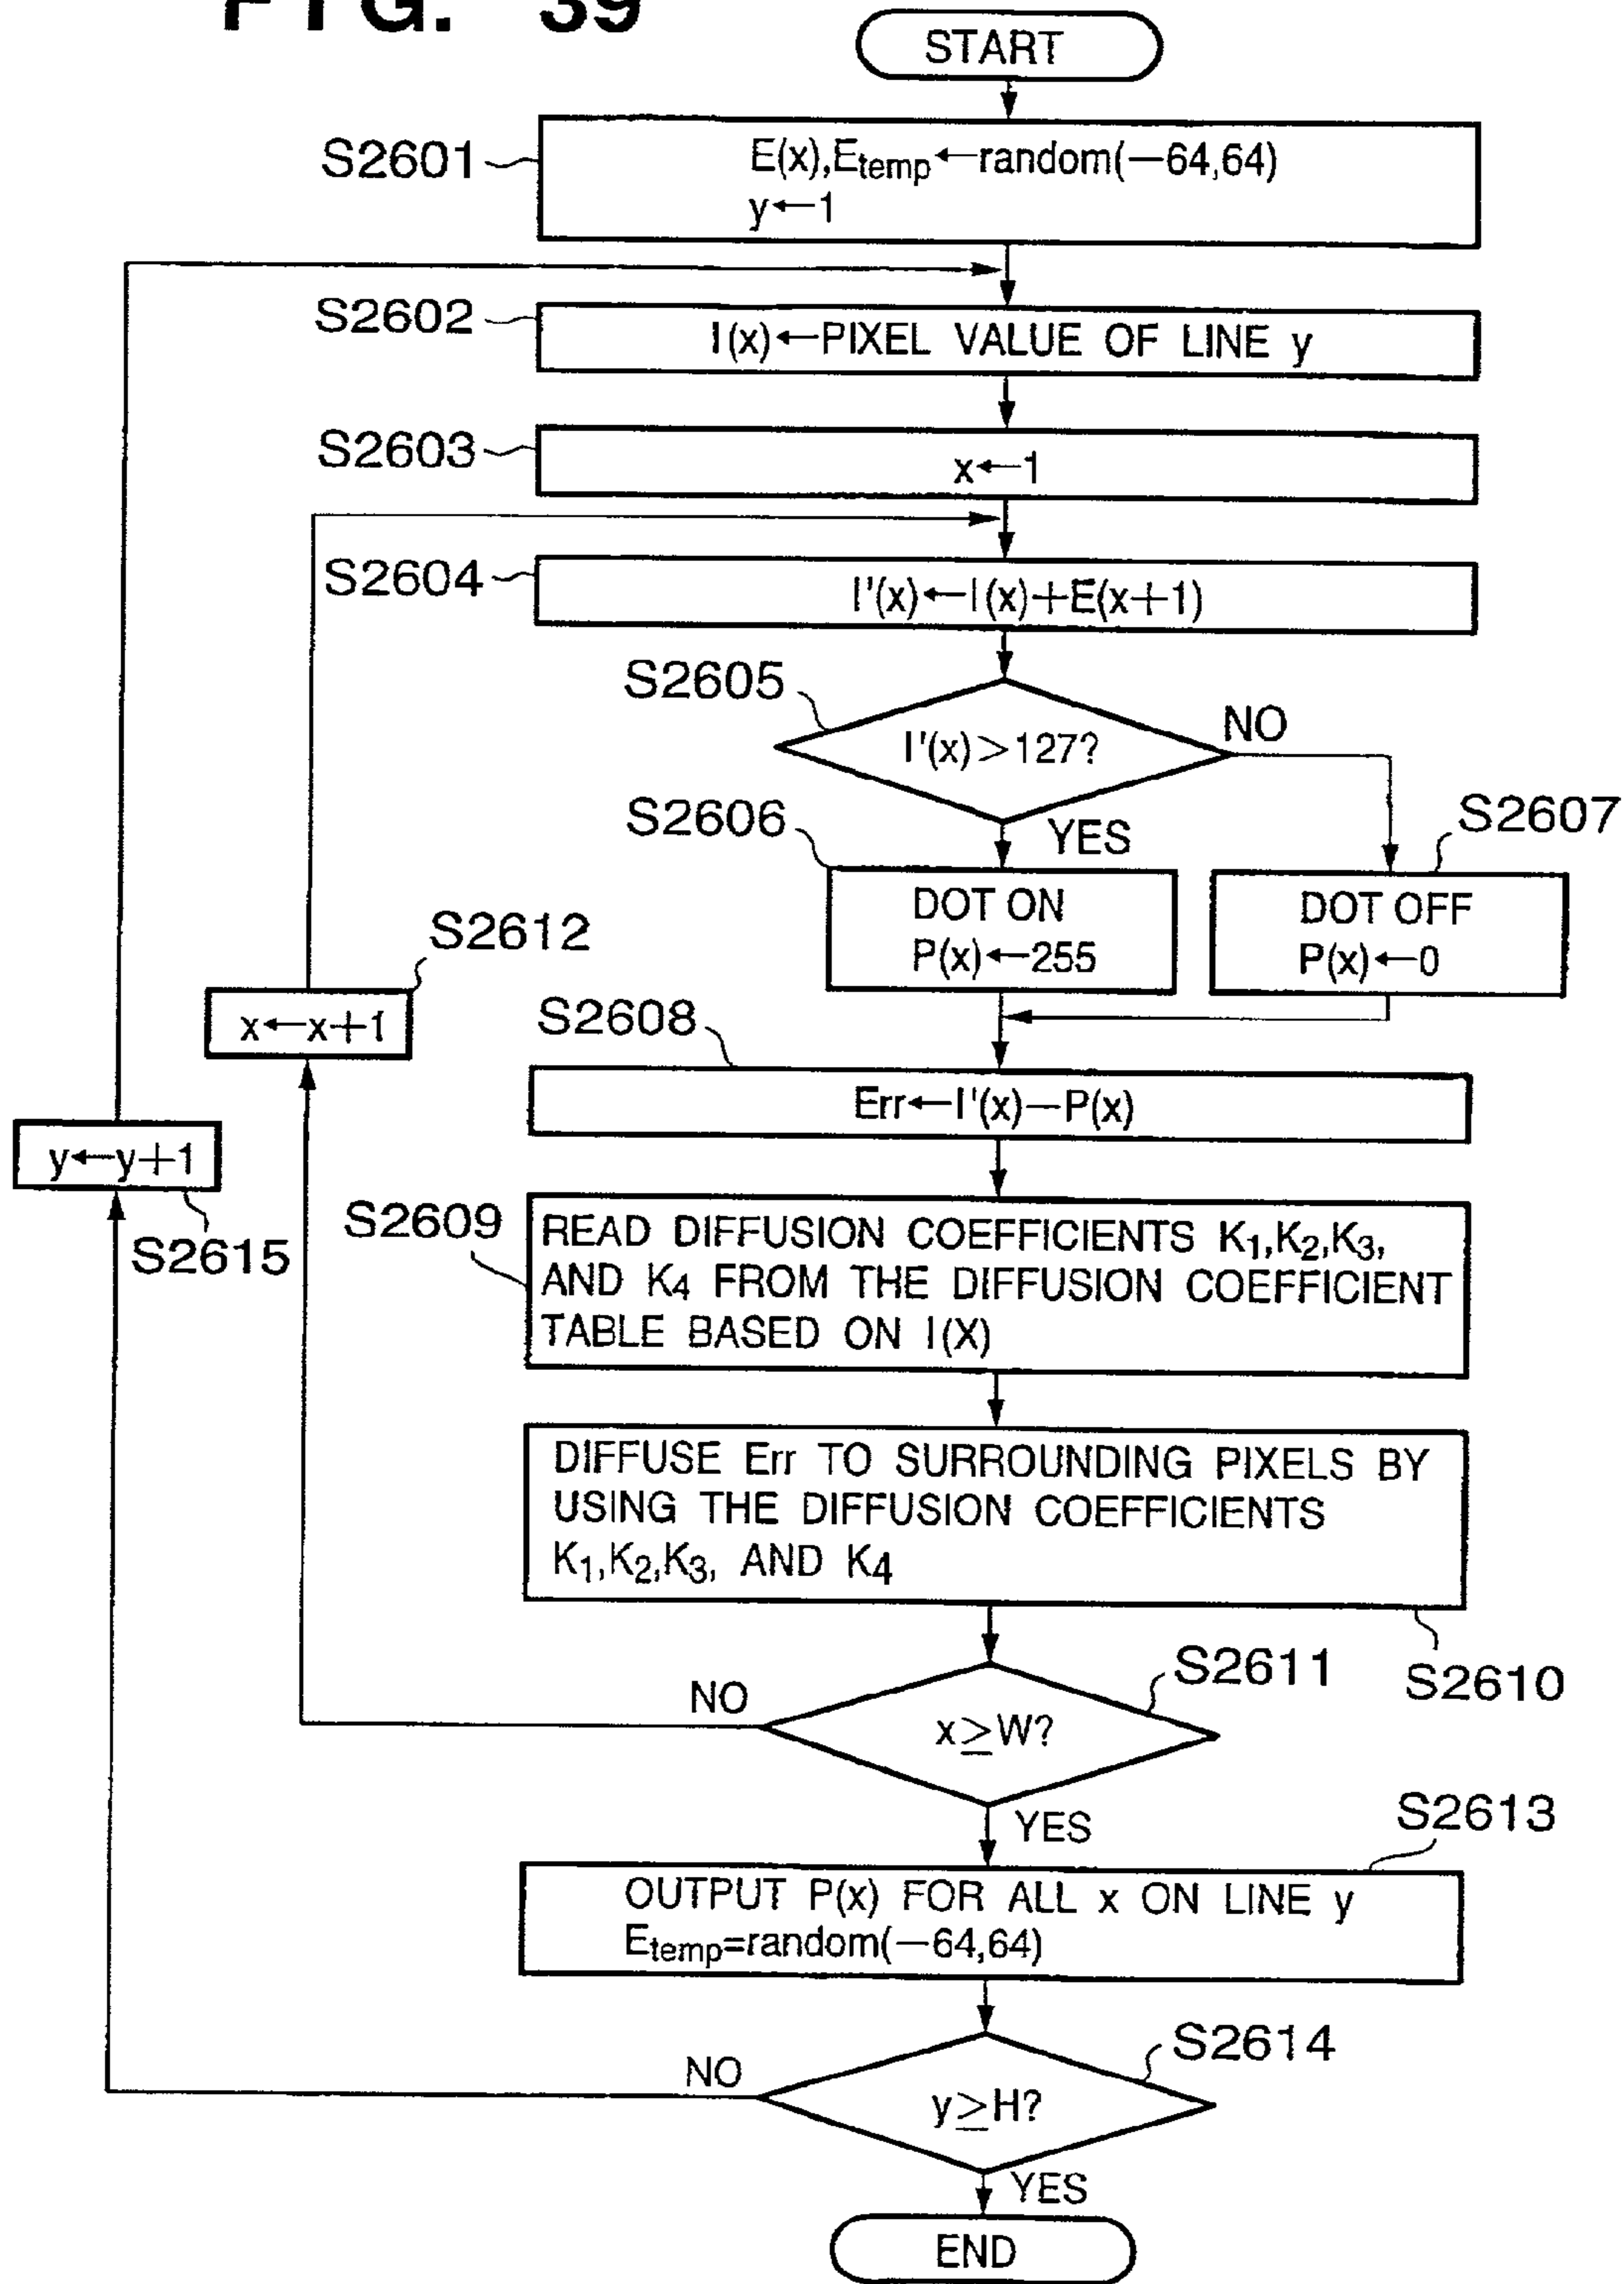 FIG. 39
START
S2601
E(x),Etemp←random(−64,64)
y←1
S2602
I(x)←PIXEL VALUE OF LINE y
S2603
x←1
S2604
I'(x)←I(x)+E(x+1)
S2605
I'(x)>127?
NO
S2606
YES
S2607
DOT ON
P(x)←255
DOT OFF
P(x)←0
S2612
x←x+1
S2608
Err←I'(x)−P(x)
y←y+1
S2615
S2609
READ DIFFUSION COEFFICIENTS K1,K2,K3,
AND K4 FROM THE DIFFUSION COEFFICIENT
TABLE BASED ON I(X)
DIFFUSE Err TO SURROUNDING PIXELS BY
USING THE DIFFUSION COEFFICIENTS
K1,K2,K3, AND K4
S2610
S2611
NO
x≥W?
YES
S2613
OUTPUT P(x) FOR ALL x ON LINE y
Etemp=random(−64,64)
S2614
NO
y≥H?
YES
END